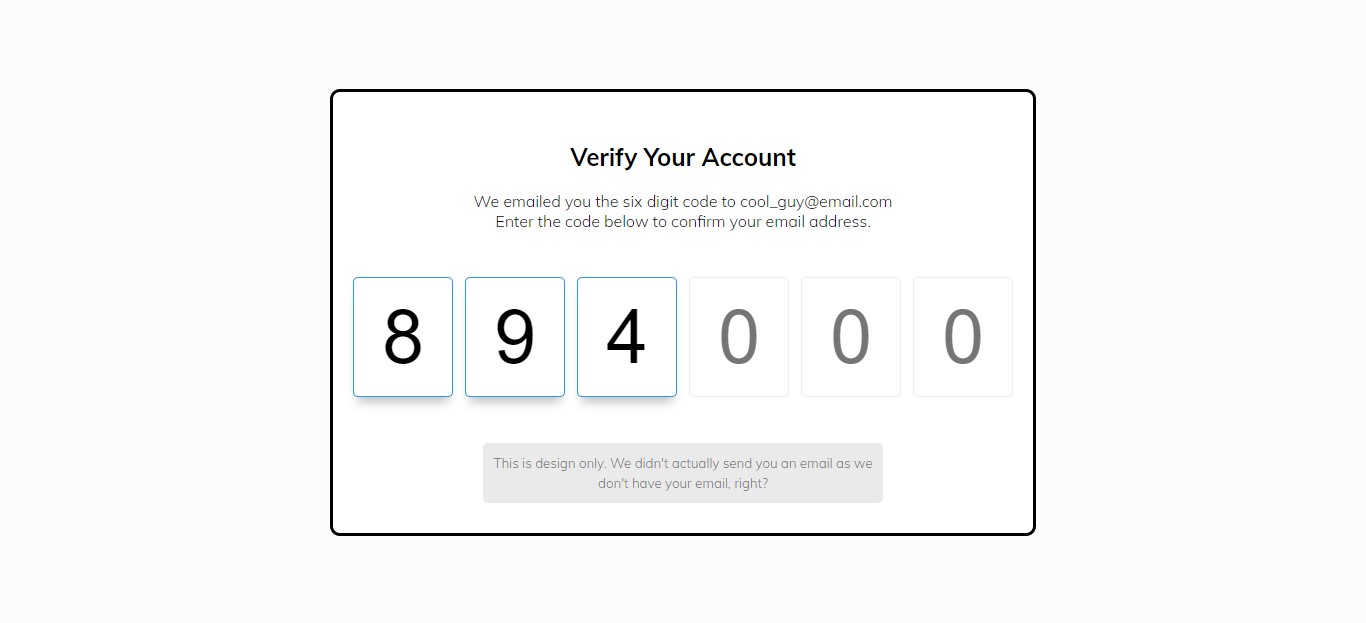 Verify Your Account
We emailed you the six digit code to cool_guy@email.com
Enter the code below to confirm your email address.
8 9 4 0 0 0
This is design only. We didn't actually send you an email as we
don't have your email, right?